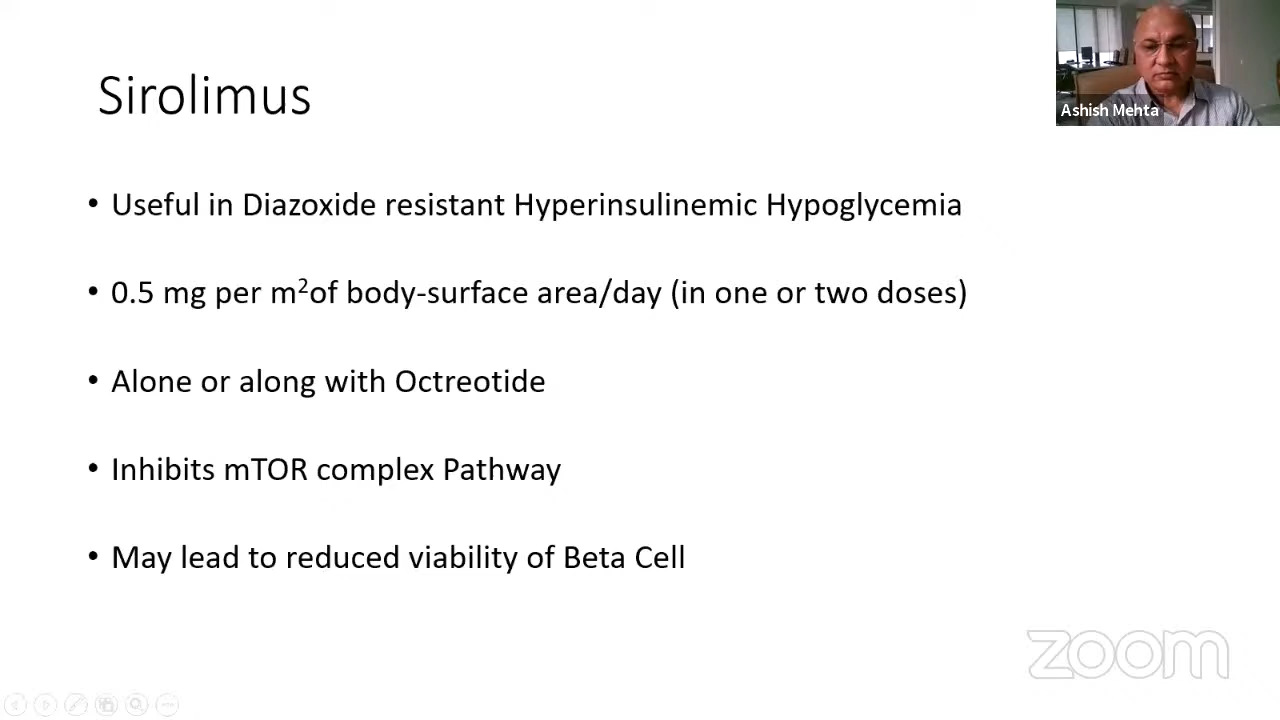 Sirolimus
Ashish Mehta
• Useful in Diazoxide resistant Hyperinsulinemic Hypoglycemia
• 0.5 mg per m²of body-surface area/day (in one or two doses)
• Alone or along with Octreotide
• Inhibits mTOR complex Pathway
• May lead to reduced viability of Beta Cell
zoom